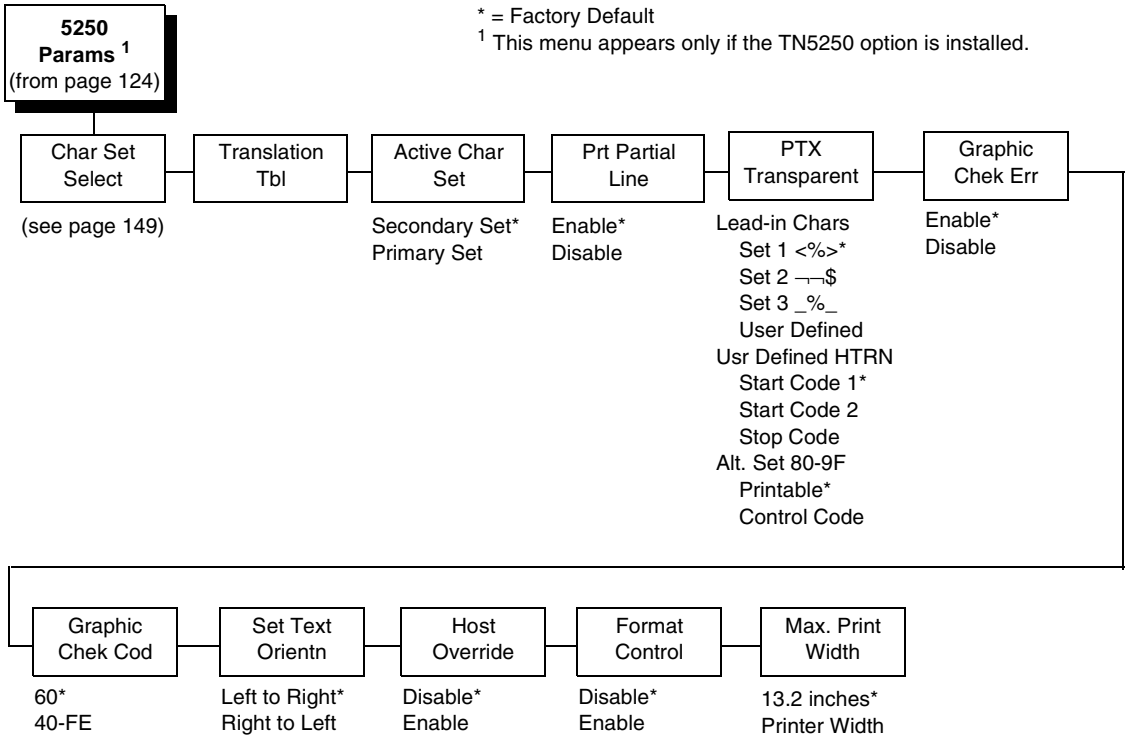 5250
Params 1
(from page 124)
* = Factory Default
1 This menu appears only if the TN5250 option is installed.
Char Set
Select
(see page 149)
Translation
Tbl
Active Char
Set
Secondary Set*
Primary Set
Prt Partial
Line
Enable*
Disable
PTX
Transparent
Lead-in Chars
Set 1 <%>*
Set 2 ¬¬$
Set 3 _%_
User Defined
Usr Defined HTRN
Start Code 1*
Start Code 2
Stop Code
Alt. Set 80-9F
Printable*
Control Code
Graphic
Chek Err
Enable*
Disable
Graphic
Chek Cod
60*
40-FE
Set Text
Orientn
Left to Right*
Right to Left
Host
Override
Disable*
Enable
Format
Control
Disable*
Enable
Max. Print
Width
13.2 inches*
Printer Width